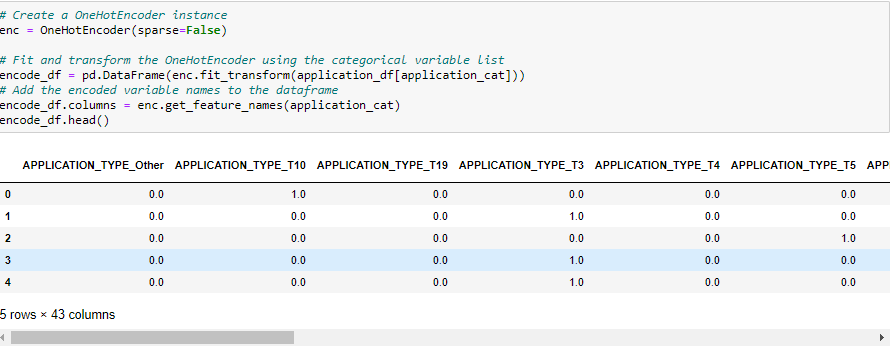 # Create a OneHotEncoder instance
enc = OneHotEncoder(sparse=False)
# Fit and transform the OneHotEncoder using the categorical variable list
encode_df = pd.DataFrame(enc.fit_transform(application_df[application_cat]))
# Add the encoded variable names to the dataframe
encode_df.columns = enc.get_feature_names(application_cat)
encode_df.head()
APPLICATION_TYPE_Other APPLICATION_TYPE_T10 APPLICATION_TYPE_T19 APPLICATION_TYPE_T3 APPLICATION_TYPE_T4 APPLICATION_TYPE_T5 APP
0 0.0 1.0 0.0 0.0 0.0 0.0
1 0.0 0.0 0.0 1.0 0.0 0.0
2 0.0 0.0 0.0 0.0 0.0 1.0
3 0.0 0.0 0.0 1.0 0.0 0.0
4 0.0 0.0 0.0 1.0 0.0 0.0
5 rows × 43 columns